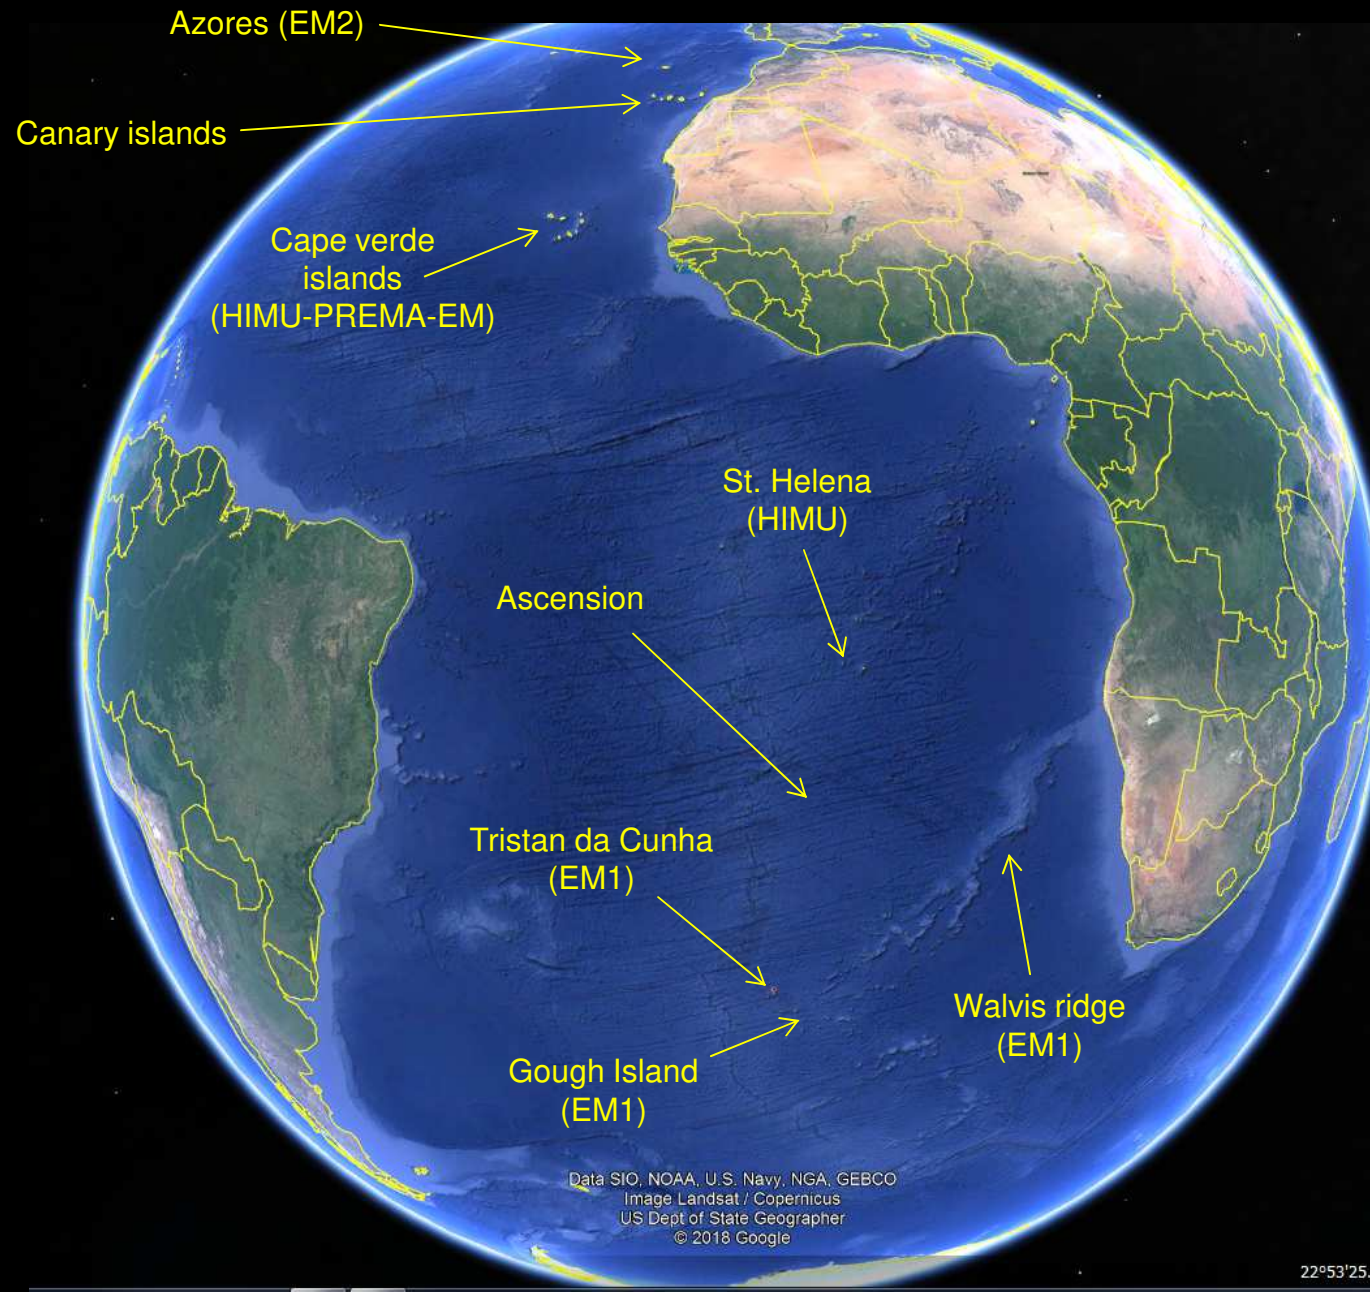 Azores (EM2)
Canary islands
Cape verde
islands
(HIMU-PREMA-EM)
St. Helena
(HIMU)
Ascension
Tristan da Cunha
(EM1)
Walvis ridge
(EM1)
Gough Island
(EM1)
Data SIO, NOAA, U.S. Navy, NGA, GEBCO
Image Landsat / Copernicus
US Dept of State Geographer
© 2018 Google
22°53'25.